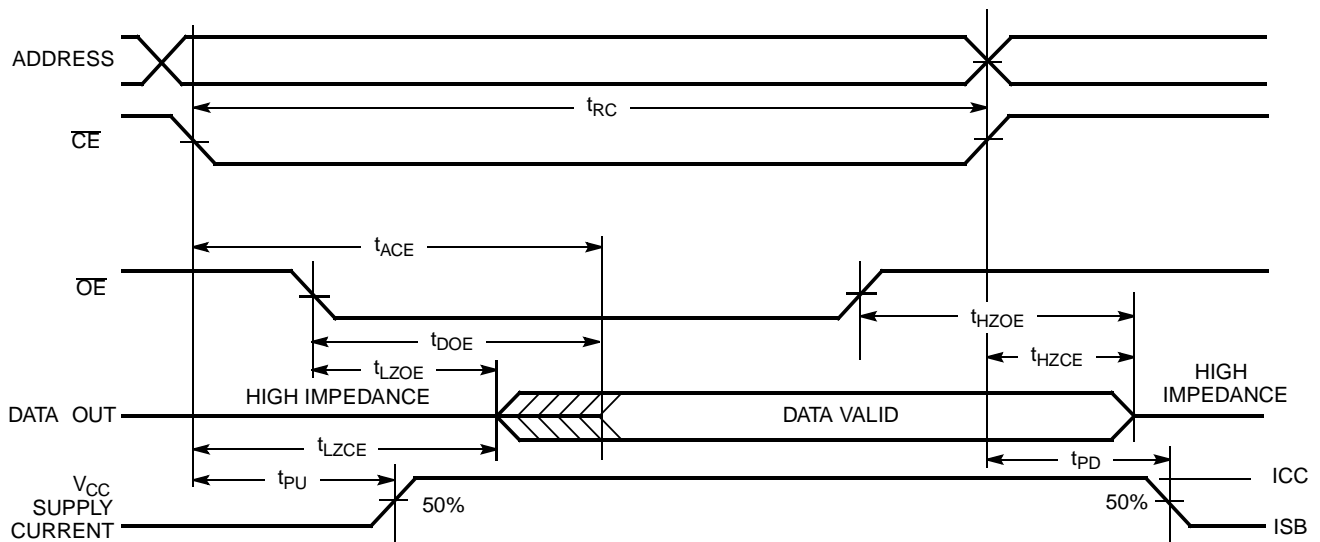 ADDRESS
tRC
CE
tACE
OE
tHZOE
tDOE
tHZCE
tLZOE
HIGH IMPEDANCE
HIGH
IMPEDANCE
DATA OUT
DATA VALID
tLZCE
tPD
tPU
VCC
SUPPLY
CURRENT
50%
50%
ICC
ISB